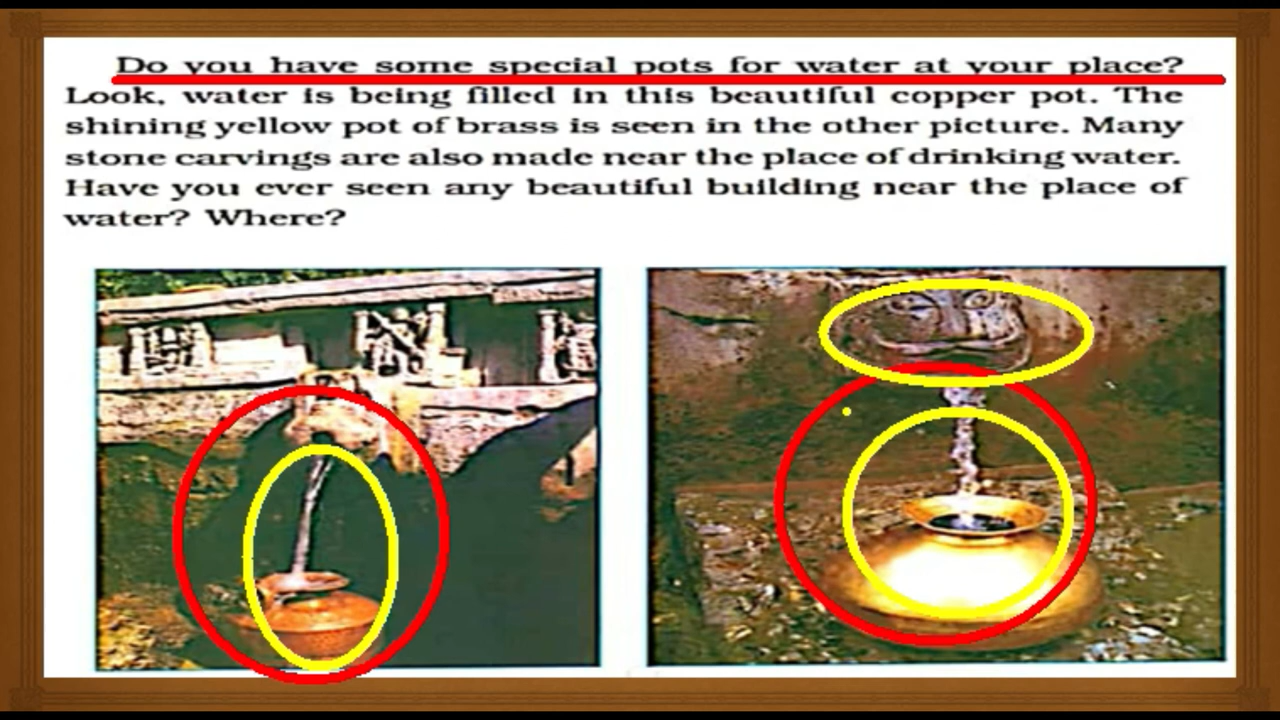 Do you have some special pots for water at your place?
Look, water is being filled in this beautiful copper pot. The
shining yellow pot of brass is seen in the other picture. Many
stone carvings are also made near the place of drinking water.
Have you ever seen any beautiful building near the place of
water? Where?